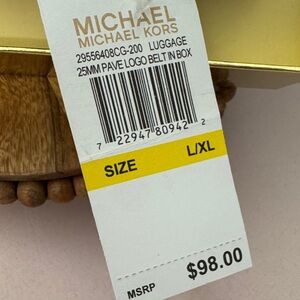 MICHAEL
MICHAEL KORS
29556408CG-200 LUGGAGE
25MM PAVE LOGO BELT IN BOX
7 22947 80942 2
SIZE L/XL
MSRP $98.00